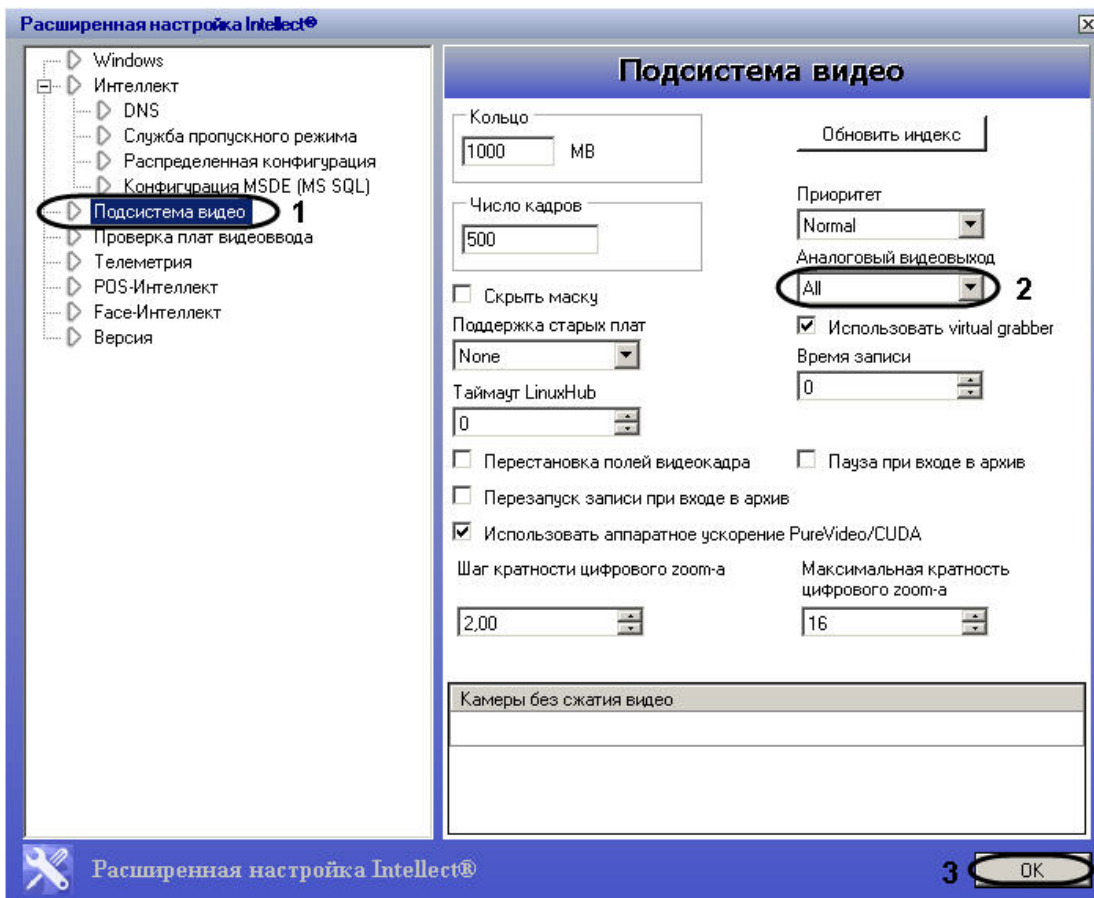 Расширенная настройка Intellect®
Windows
Интеллект
DNS
Служба пропускного режима
Распределенная конфигурация
Конфигурация MSDE (MS SQL)
Подсистема видео 1
Проверка плат видеоввода
Телеметрия
POS-Интеллект
Face-Интеллект
Версия
Подсистема видео
Кольцо
1000 MB
Обновить индекс
Число кадров
500
Приоритет
Normal
Аналоговый видеовыход
All 2
Скрыть маску
Использовать virtual grabber
Поддержка старых плат
None
Время записи
0
Таймаут LinuxHub
0
Перестановка полей видеокадра
Пауза при входе в архив
Перезапуск записи при входе в архив
Использовать аппаратное ускорение PureVideo/CUDA
Шаг кратности цифрового zoom-а
2,00
Максимальная кратность
цифрового zoom-а
16
Камеры без сжатия видео
Расширенная настройка Intellect®
3 OK